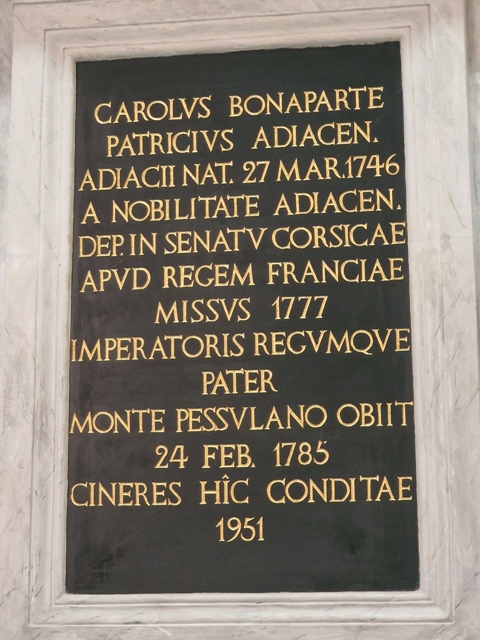 CAROLVS BONAPARTE
PATRICIVS ADIACEN.
ADIACII NAT. 27 MAR.1746
A NOBILITATE ADIACEN.
DEP. IN SENATV CORSICAE
APVD REGEM FRANCIAE
MISSVS 1777
IMPERATORIS REGVMQVE
PATER
MONTE PESSVLANO OBIIT
24 FEB. 1785
CINERES HÎC CONDITAE
1951